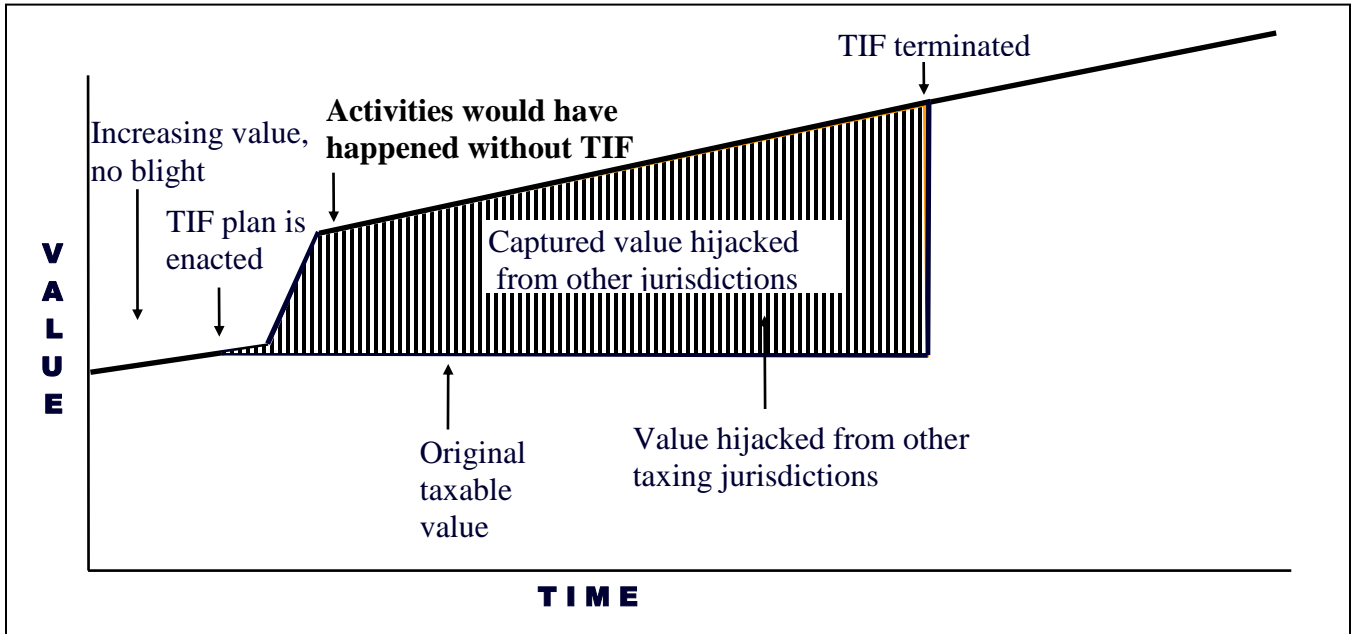 TIF terminated
Activities would have
happened without TIF
Increasing value,
no blight
TIF plan is
enacted
Captured value hijacked
from other jurisdictions
VALUE
Original
taxable
value
Value hijacked from other
taxing jurisdictions
TIME